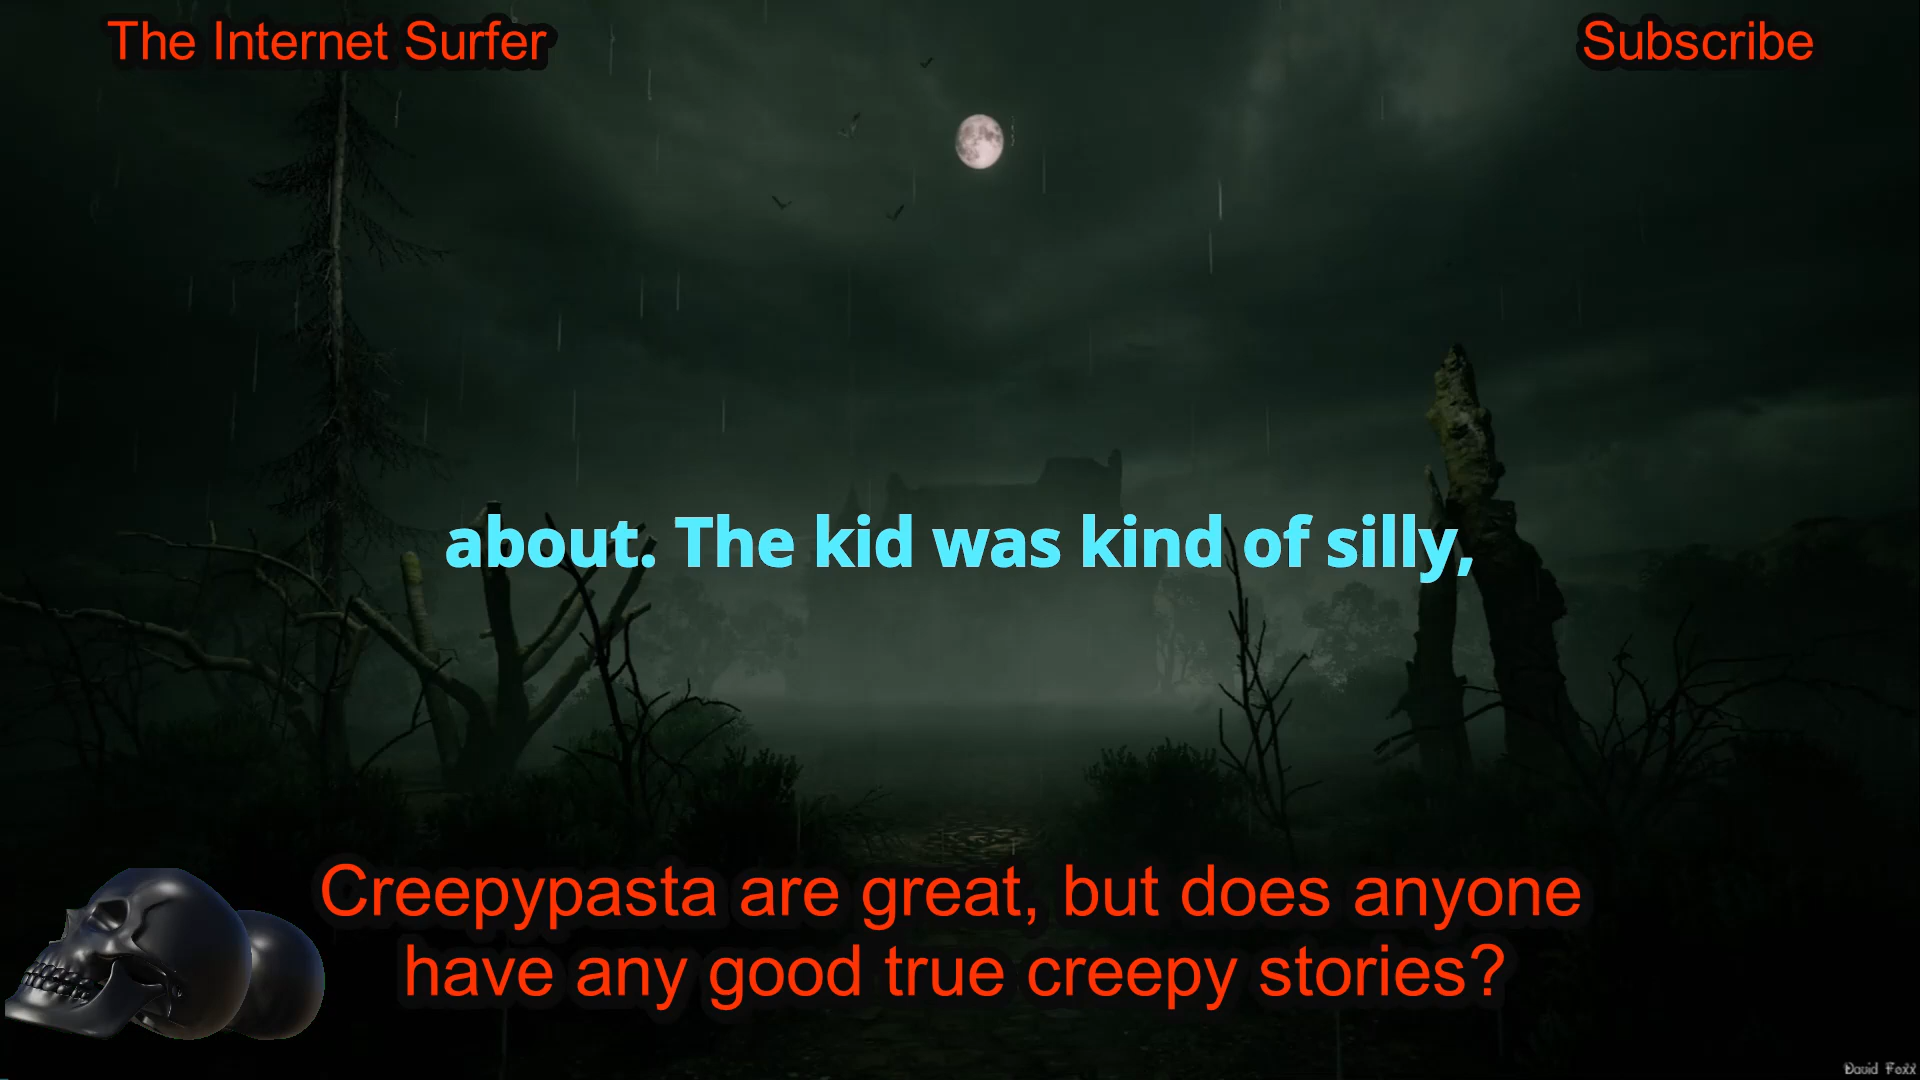 The Internet Surfer
Subscribe
about. The kid was kind of silly,
Creepypasta are great, but does anyone
have any good true creepy stories?
David Foxx